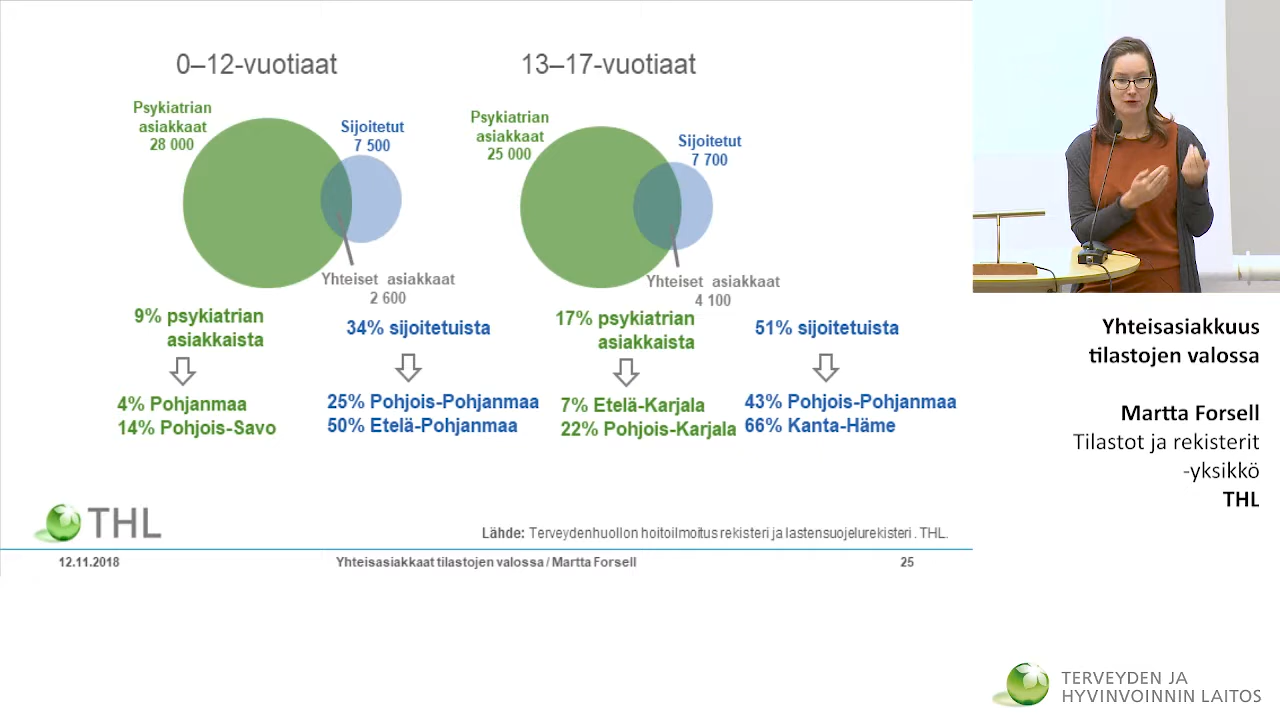 0–12-vuotiaat
Psykiatrian
asiakkaat
28 000
Sijoitetut
7 500
Yhteiset asiakkaat
2 600
9% psykiatrian
asiakkaista
34% sijoitetuista
4% Pohjanmaa
14% Pohjois-Savo
25% Pohjois-Pohjanmaa
50% Etelä-Pohjanmaa
13–17-vuotiaat
Psykiatrian
asiakkaat
25 000
Sijoitetut
7 700
Yhteiset asiakkaat
4 100
17% psykiatrian
asiakkaista
51% sijoitetuista
7% Etelä-Karjala
22% Pohjois-Karjala
43% Pohjois-Pohjanmaa
66% Kanta-Häme
THL
Lähde: Terveydenhuollon hoitoilmoitus rekisteri ja lastensuojelurekisteri . THL.
12.11.2018
Yhteisasiakkaat tilastojen valossa / Martta Forsell
25
Yhteisasiakkuus
tilastojen valossa
Martta Forsell
Tilastot ja rekisterit
-yksikkö
THL
TERVEYDEN JA
HYVINVOINNIN LAITOS